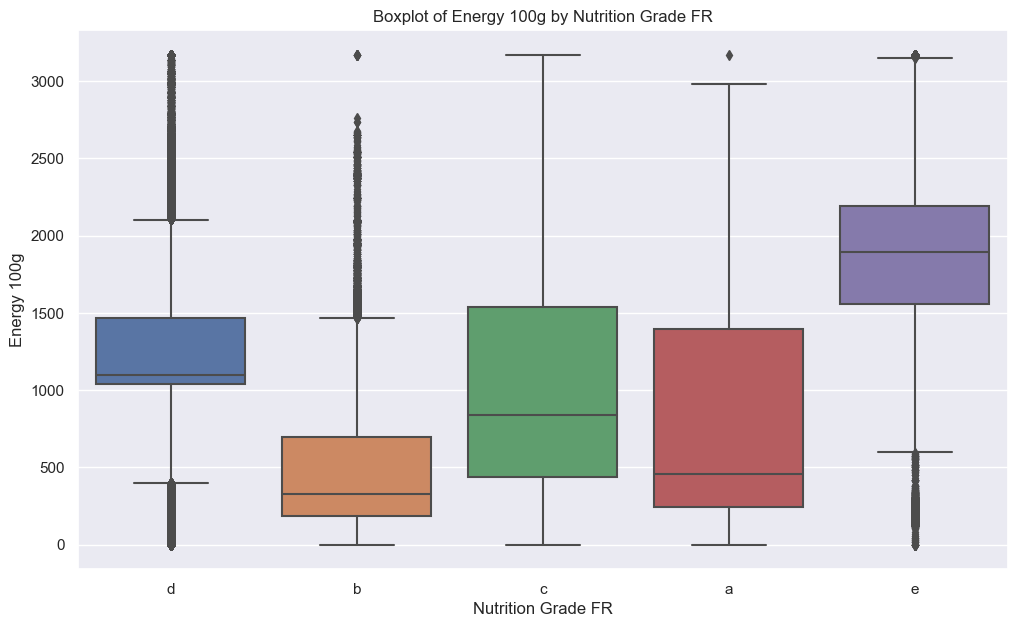 Boxplot of Energy 100g by Nutrition Grade FR
Energy 100g
3000
2500
2000
1500
1000
500
0
d b c a e
Nutrition Grade FR